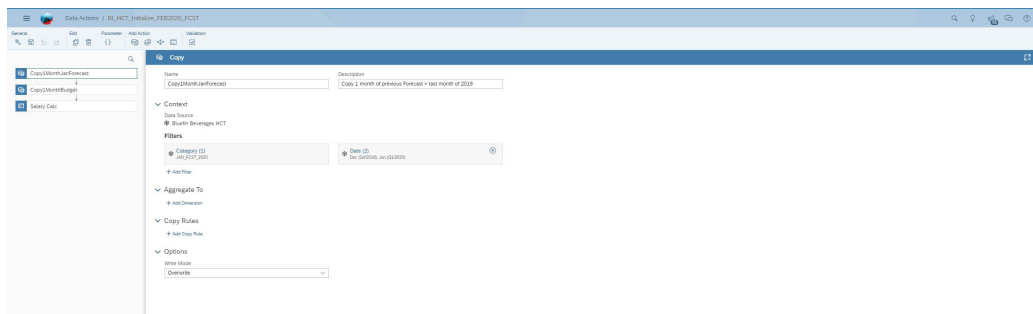 Data Actions / BI_HCT_Initialize_FEB2020_FCST
General Edit Parameter Add Action Validation
Copy
Copy1MonthJanForecast
Copy1MonthBudget
Salary Calc
Name
Copy1MonthJanForecast
Description
Copy 1 month of previous Forecast = last month of 2019
Context
Data Source
Bluefin Beverages HCT
Filters
Category (1)
JAN_FCST_2020
Date (2)
Dec (Q4/2019), Jan (Q1/2020)
+ Add Filter
Aggregate To
+ Add Dimension
Copy Rules
+ Add Copy Rule
Options
Write Mode
Overwrite